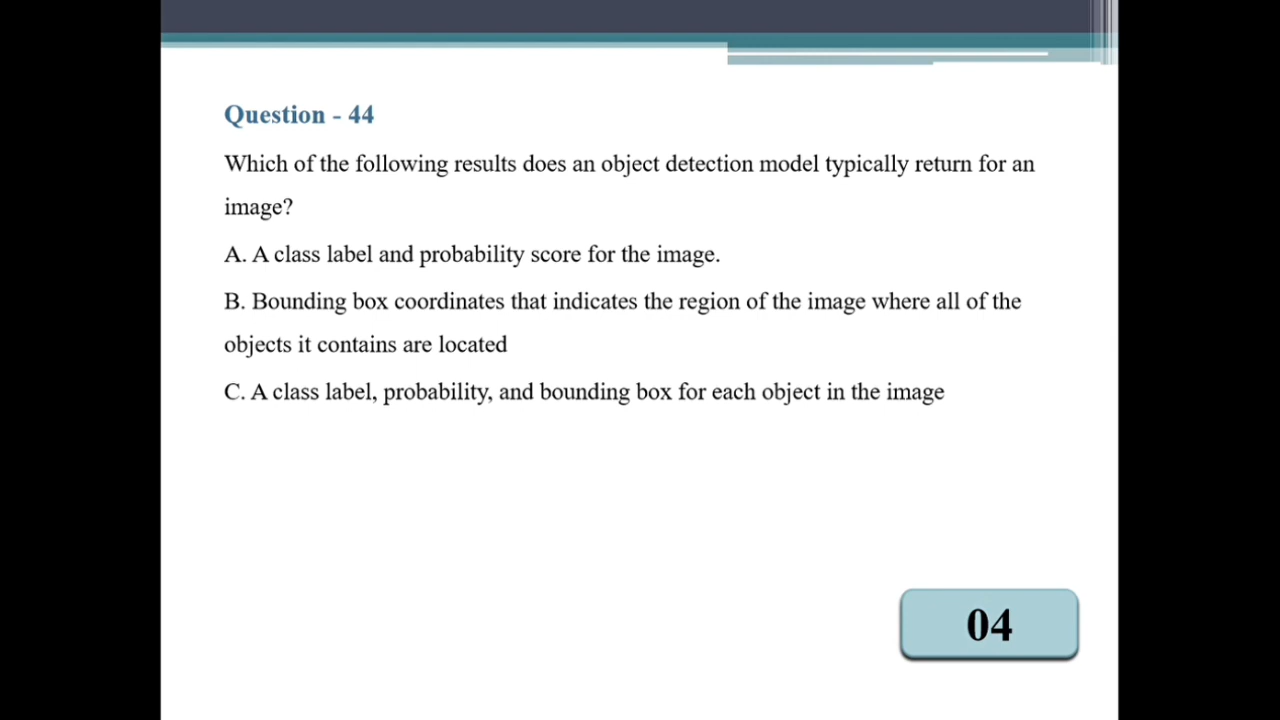 Question - 44
Which of the following results does an object detection model typically return for an
image?
A. A class label and probability score for the image.
B. Bounding box coordinates that indicates the region of the image where all of the
objects it contains are located
C. A class label, probability, and bounding box for each object in the image
04